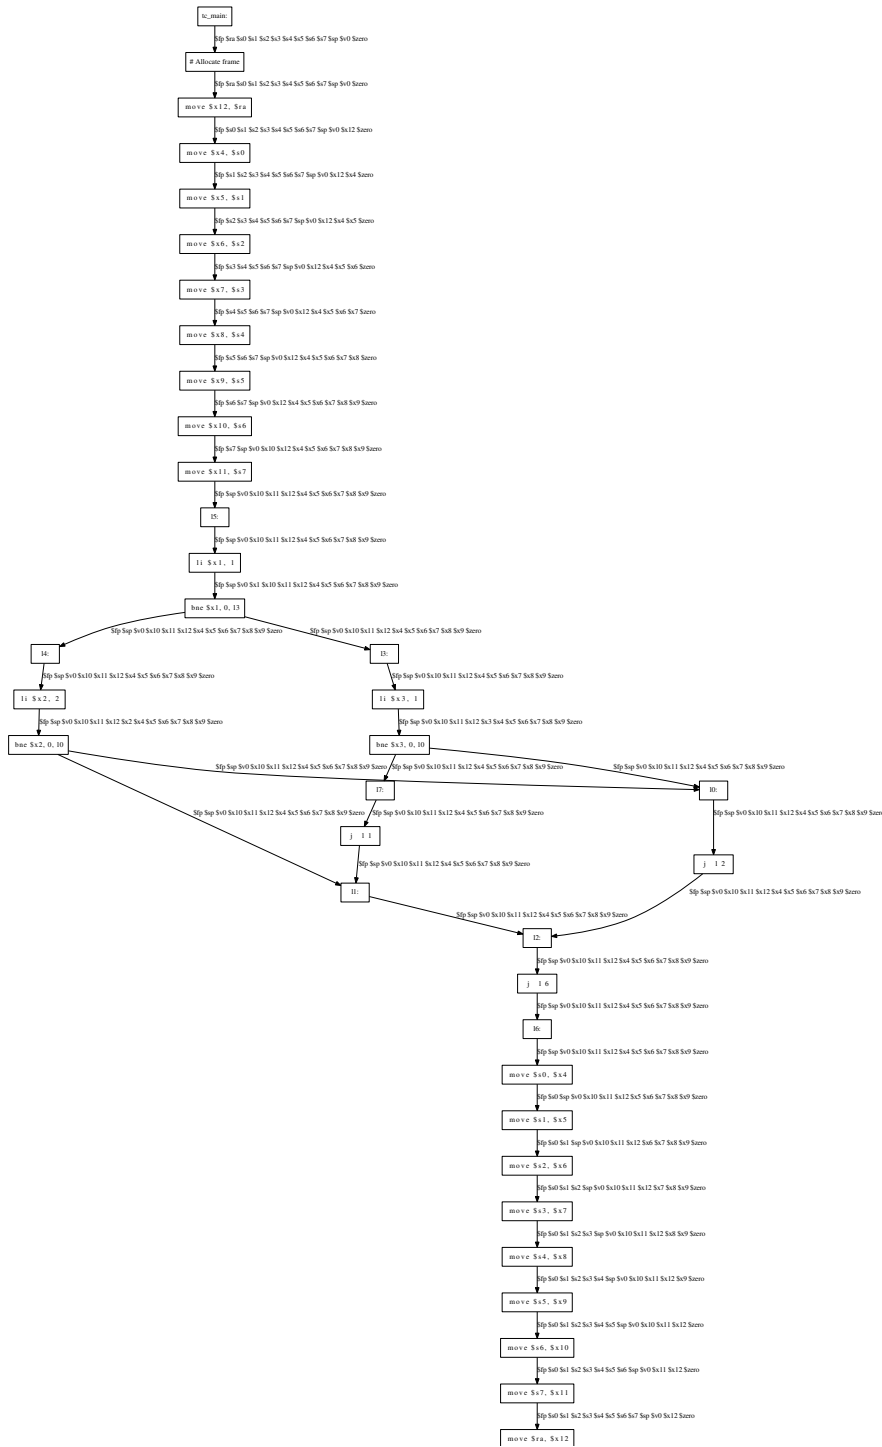 tc_main:
$fp $ra $s0 $s1 $s2 $s3 $s4 $s5 $s6 $s7 $sp $v0 $zero
# Allocate frame
$fp $ra $s0 $s1 $s2 $s3 $s4 $s5 $s6 $s7 $sp $v0 $zero
move $x12, $ra
$fp $s0 $s1 $s2 $s3 $s4 $s5 $s6 $s7 $sp $v0 $x12 $zero
move $x4, $s0
$fp $s1 $s2 $s3 $s4 $s5 $s6 $s7 $sp $v0 $x12 $x4 $zero
move $x5, $s1
$fp $s2 $s3 $s4 $s5 $s6 $s7 $sp $v0 $x12 $x4 $x5 $zero
move $x6, $s2
$fp $s3 $s4 $s5 $s6 $s7 $sp $v0 $x12 $x4 $x5 $x6 $zero
move $x7, $s3
$fp $s4 $s5 $s6 $s7 $sp $v0 $x12 $x4 $x5 $x6 $x7 $zero
move $x8, $s4
$fp $s5 $s6 $s7 $sp $v0 $x12 $x4 $x5 $x6 $x7 $x8 $zero
move $x9, $s5
$fp $s6 $s7 $sp $v0 $x12 $x4 $x5 $x6 $x7 $x8 $x9 $zero
move $x10, $s6
$fp $s7 $sp $v0 $x10 $x12 $x4 $x5 $x6 $x7 $x8 $x9 $zero
move $x11, $s7
$fp $sp $v0 $x10 $x11 $x12 $x4 $x5 $x6 $x7 $x8 $x9 $zero
l5:
$fp $sp $v0 $x10 $x11 $x12 $x4 $x5 $x6 $x7 $x8 $x9 $zero
li $x1, 1
$fp $sp $v0 $x1 $x10 $x11 $x12 $x4 $x5 $x6 $x7 $x8 $x9 $zero
bne $x1, 0, l3
$fp $sp $v0 $x10 $x11 $x12 $x4 $x5 $x6 $x7 $x8 $x9 $zero
$fp $sp $v0 $x10 $x11 $x12 $x4 $x5 $x6 $x7 $x8 $x9 $zero
l4:
l3:
$fp $sp $v0 $x10 $x11 $x12 $x4 $x5 $x6 $x7 $x8 $x9 $zero
$fp $sp $v0 $x10 $x11 $x12 $x4 $x5 $x6 $x7 $x8 $x9 $zero
li $x2, 2
li $x3, 1
$fp $sp $v0 $x10 $x11 $x12 $x2 $x4 $x5 $x6 $x7 $x8 $x9 $zero
$fp $sp $v0 $x10 $x11 $x12 $x3 $x4 $x5 $x6 $x7 $x8 $x9 $zero
bne $x2, 0, l0
bne $x3, 0, l0
$fp $sp $v0 $x10 $x11 $x12 $x4 $x5 $x6 $x7 $x8 $x9 $zero
$fp $sp $v0 $x10 $x11 $x12 $x4 $x5 $x6 $x7 $x8 $x9 $zero
$fp $sp $v0 $x10 $x11 $x12 $x4 $x5 $x6 $x7 $x8 $x9 $zero
l7:
l0:
$fp $sp $v0 $x10 $x11 $x12 $x4 $x5 $x6 $x7 $x8 $x9 $zero
$fp $sp $v0 $x10 $x11 $x12 $x4 $x5 $x6 $x7 $x8 $x9 $zero
$fp $sp $v0 $x10 $x11 $x12 $x4 $x5 $x6 $x7 $x8 $x9 $zero
j l1
$fp $sp $v0 $x10 $x11 $x12 $x4 $x5 $x6 $x7 $x8 $x9 $zero
j l2
l1:
$fp $sp $v0 $x10 $x11 $x12 $x4 $x5 $x6 $x7 $x8 $x9 $zero
$fp $sp $v0 $x10 $x11 $x12 $x4 $x5 $x6 $x7 $x8 $x9 $zero
l2:
$fp $sp $v0 $x10 $x11 $x12 $x4 $x5 $x6 $x7 $x8 $x9 $zero
j l6
$fp $sp $v0 $x10 $x11 $x12 $x4 $x5 $x6 $x7 $x8 $x9 $zero
l6:
$fp $sp $v0 $x10 $x11 $x12 $x4 $x5 $x6 $x7 $x8 $x9 $zero
move $s0, $x4
$fp $s0 $sp $v0 $x10 $x11 $x12 $x5 $x6 $x7 $x8 $x9 $zero
move $s1, $x5
$fp $s0 $s1 $sp $v0 $x10 $x11 $x12 $x6 $x7 $x8 $x9 $zero
move $s2, $x6
$fp $s0 $s1 $s2 $sp $v0 $x10 $x11 $x12 $x7 $x8 $x9 $zero
move $s3, $x7
$fp $s0 $s1 $s2 $s3 $sp $v0 $x10 $x11 $x12 $x8 $x9 $zero
move $s4, $x8
$fp $s0 $s1 $s2 $s3 $s4 $sp $v0 $x10 $x11 $x12 $x9 $zero
move $s5, $x9
$fp $s0 $s1 $s2 $s3 $s4 $s5 $sp $v0 $x10 $x11 $x12 $zero
move $s6, $x10
$fp $s0 $s1 $s2 $s3 $s4 $s5 $s6 $sp $v0 $x11 $x12 $zero
move $s7, $x11
$fp $s0 $s1 $s2 $s3 $s4 $s5 $s6 $s7 $sp $v0 $x12 $zero
move $ra, $x12